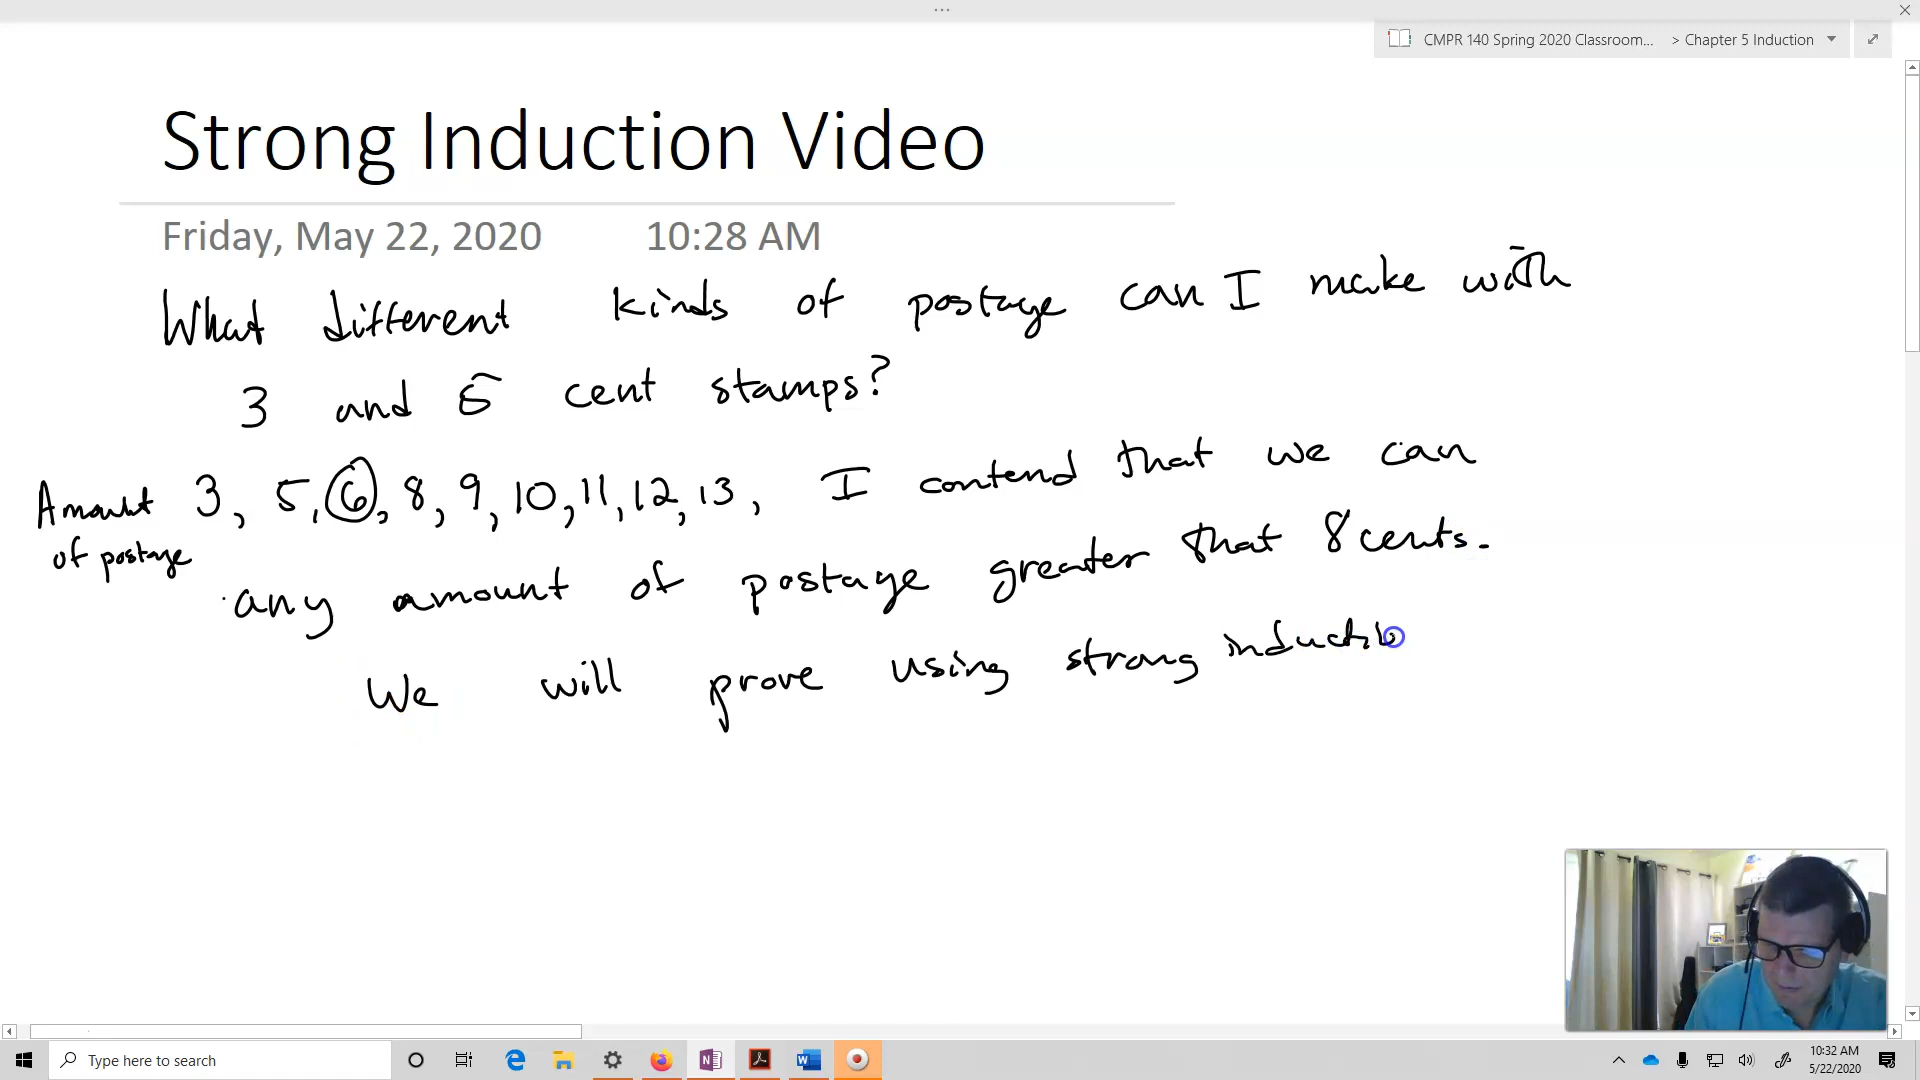 ...
CMPR 140 Spring 2020 Classroom... > Chapter 5 Induction
Strong Induction Video
Friday, May 22, 2020 10:28 AM
What different kinds of postage can I make with
3 and 5 cent stamps?
Amount of postage 3, 5, 6, 8, 9, 10, 11, 12, 13, I contend that we can
any amount of postage greater that 8 cents.
We will prove using strong inductio
Type here to search
10:32 AM
5/22/2020